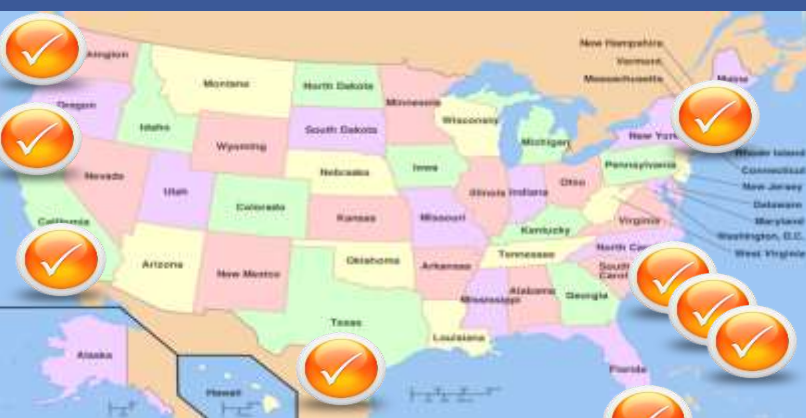 New Hampshire
Vermont
Massachusetts
Montana
North Dakota
Minnesota
Wisconsin
Michigan
Maine
New York
Oregon
Idaho
Wyoming
South Dakota
Nebraska
Iowa
Illinois
Indiana
Ohio
Pennsylvania
Rhode Island
Connecticut
New Jersey
Delaware
Maryland
Washington, D.C.
West Virginia
Nevada
Utah
Colorado
Kansas
Missouri
Kentucky
Virginia
California
Arizona
New Mexico
Oklahoma
Arkansas
Tennessee
North Car
South
Carol
Mississippi
Alabama
Georgia
Texas
Louisiana
Florida
Alaska
Hawaii